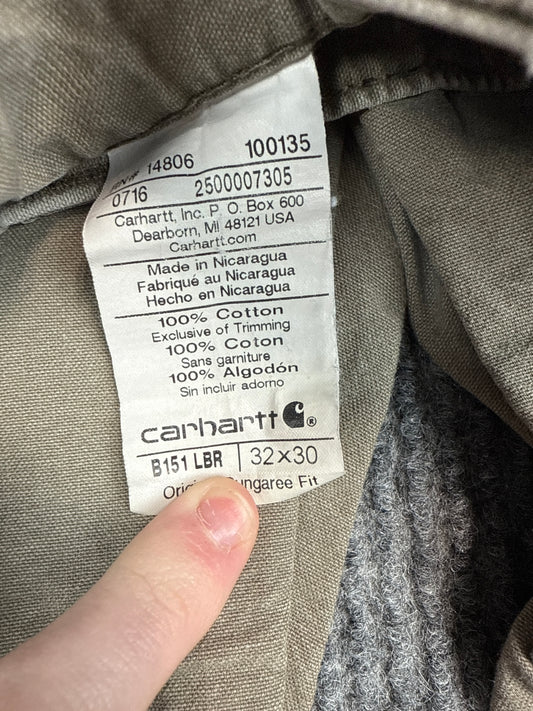 14806 100135
0716 2500007305
Carhartt, Inc. P. O. Box 600
Dearborn, MI 48121 USA
Carhartt.com
Made in Nicaragua
Fabriqué au Nicaragua
Hecho en Nicaragua
100% Cotton
Exclusive of Trimming
100% Coton
Sans garniture
100% Algodón
Sin incluir adorno
carhartt ®
B151 LBR 32×30
Fit